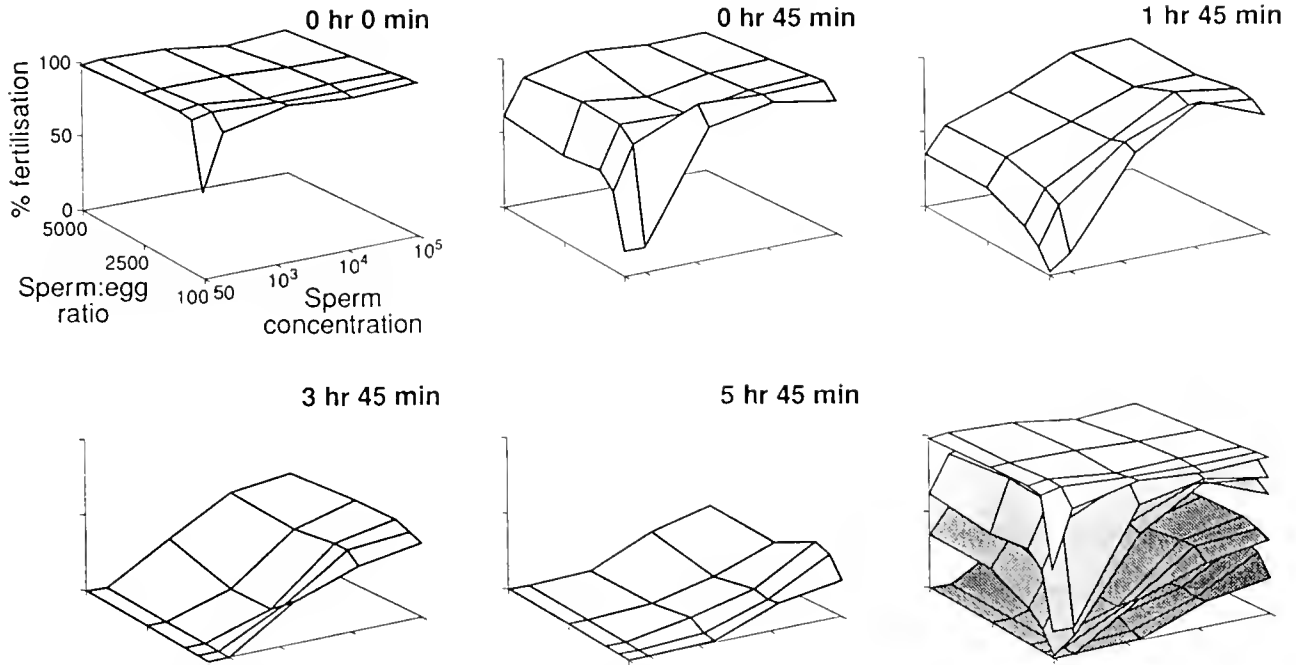 0 hr 0 min
0 hr 45 min
1 hr 45 min
% fertilisation
100
50
0
5000
2500
100
50
10³
10⁴
10⁵
Sperm:egg
ratio
Sperm
concentration
3 hr 45 min
5 hr 45 min